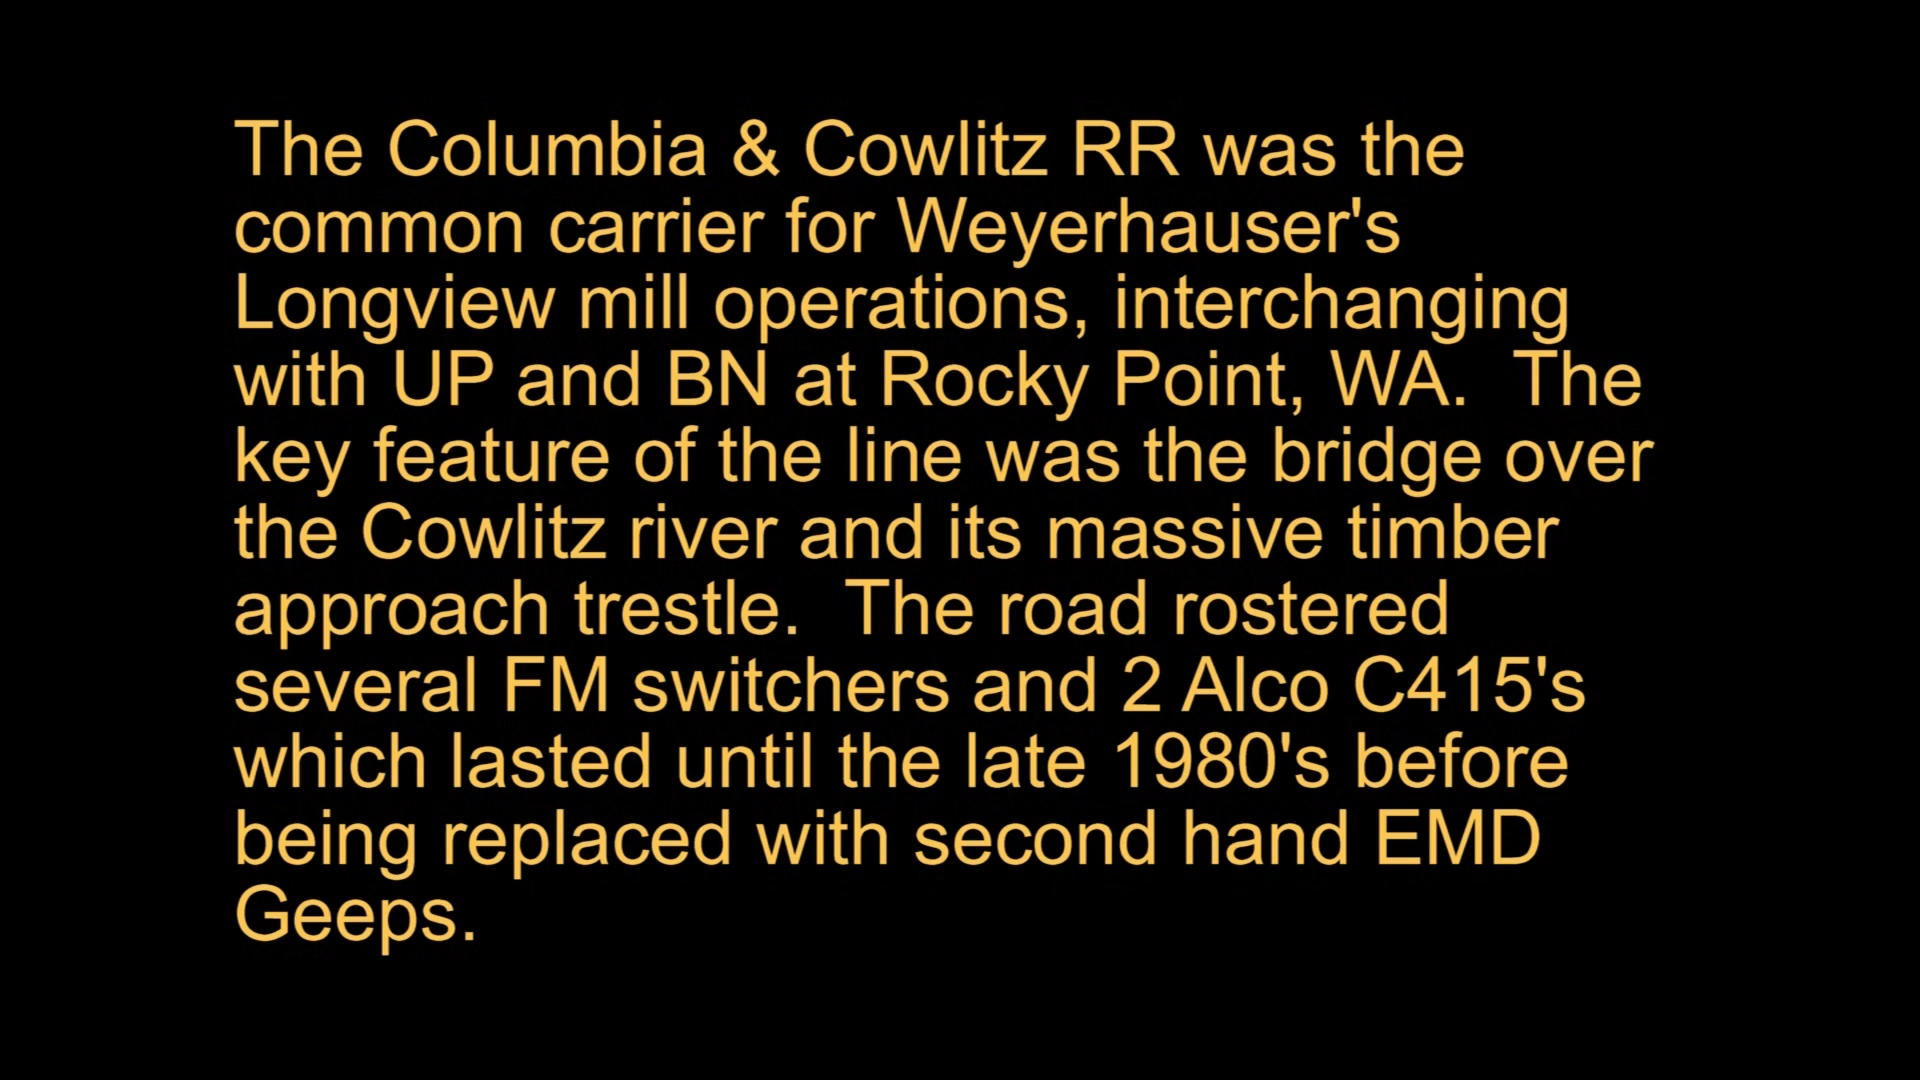 The Columbia & Cowlitz RR was the
common carrier for Weyerhauser's
Longview mill operations, interchanging
with UP and BN at Rocky Point, WA.  The
key feature of the line was the bridge over
the Cowlitz river and its massive timber
approach trestle.  The road rostered
several FM switchers and 2 Alco C415's
which lasted until the late 1980's before
being replaced with second hand EMD
Geeps.